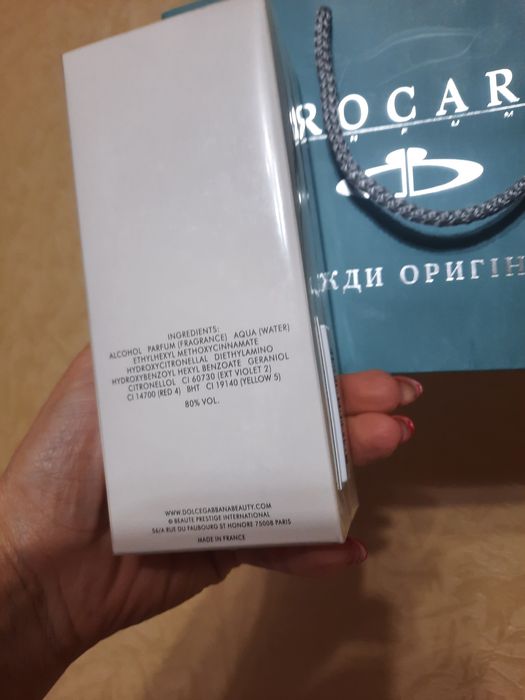 ROCAR
ОРИГІН
INGREDIENTS:
ALCOHOL PARFUM (FRAGRANCE) AQUA (WATER)
ETHYLHEXYL METHOXYCINNAMATE
HYDROXYCITRONELLAL DIETHYLAMINO
HYDROXYBENZOYL HEXYL BENZOATE GERANIOL
CITRONELLOL CI 60730 (EXT VIOLET 2)
CI 14700 (RED 4) BHT CI 19140 (YELLOW 5)
80% VOL.
WWW.DOLCEGABBANABEAUTY.COM
© BEAUTE PRESTIGE INTERNATIONAL
56/A RUE DU FAUBOURG ST HONORE 75008 PARIS
MADE IN FRANCE